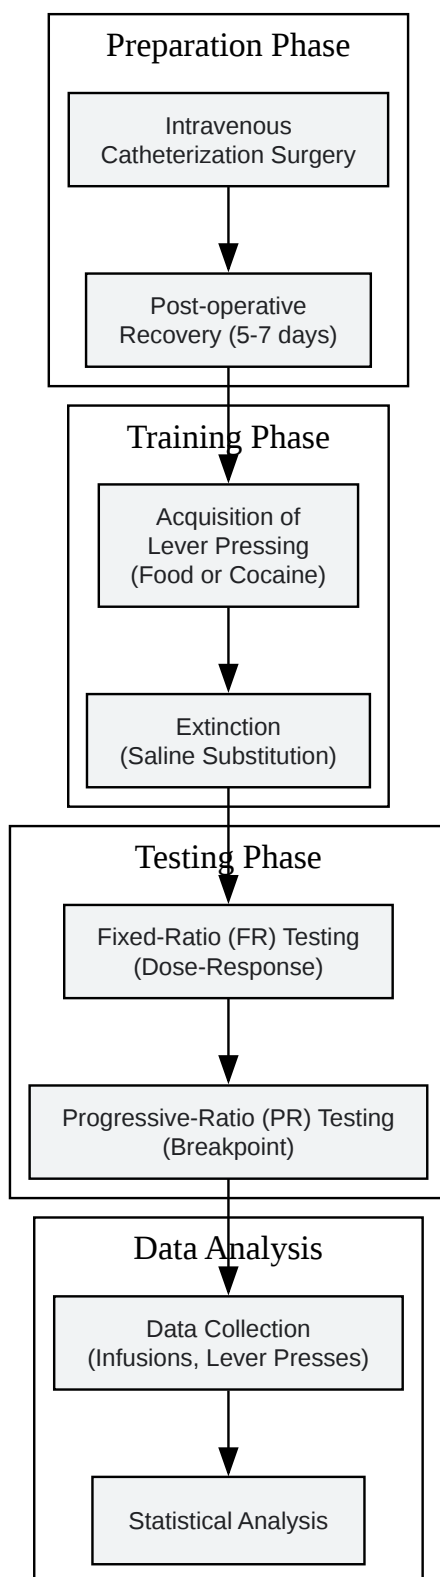 Preparation Phase
Intravenous
Catheterization Surgery
Post-operative
Recovery (5-7 days)
Training Phase
Acquisition of
Lever Pressing
(Food or Cocaine)
Extinction
(Saline Substitution)
Testing Phase
Fixed-Ratio (FR) Testing
(Dose-Response)
Progressive-Ratio (PR) Testing
(Breakpoint)
Data Analysis
Data Collection
(Infusions, Lever Presses)
Statistical Analysis